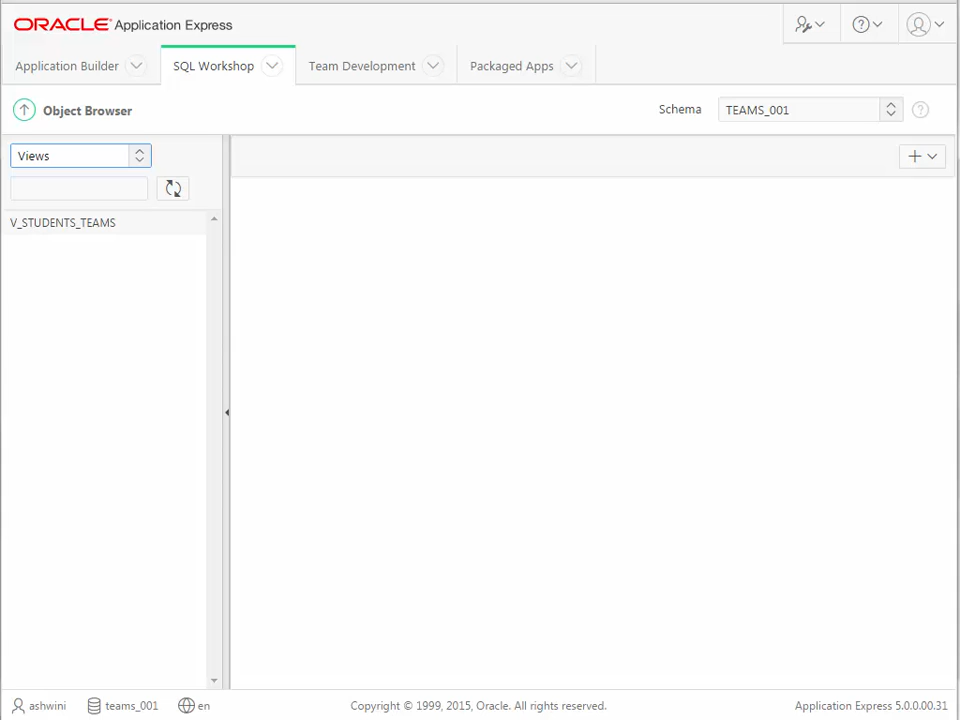 ORACLE Application Express
Application Builder SQL Workshop Team Development Packaged Apps
Object Browser Schema TEAMS_001
Views
V_STUDENTS_TEAMS
ashwini teams_001 en Copyright © 1999, 2015, Oracle. All rights reserved. Application Express 5.0.0.00.31